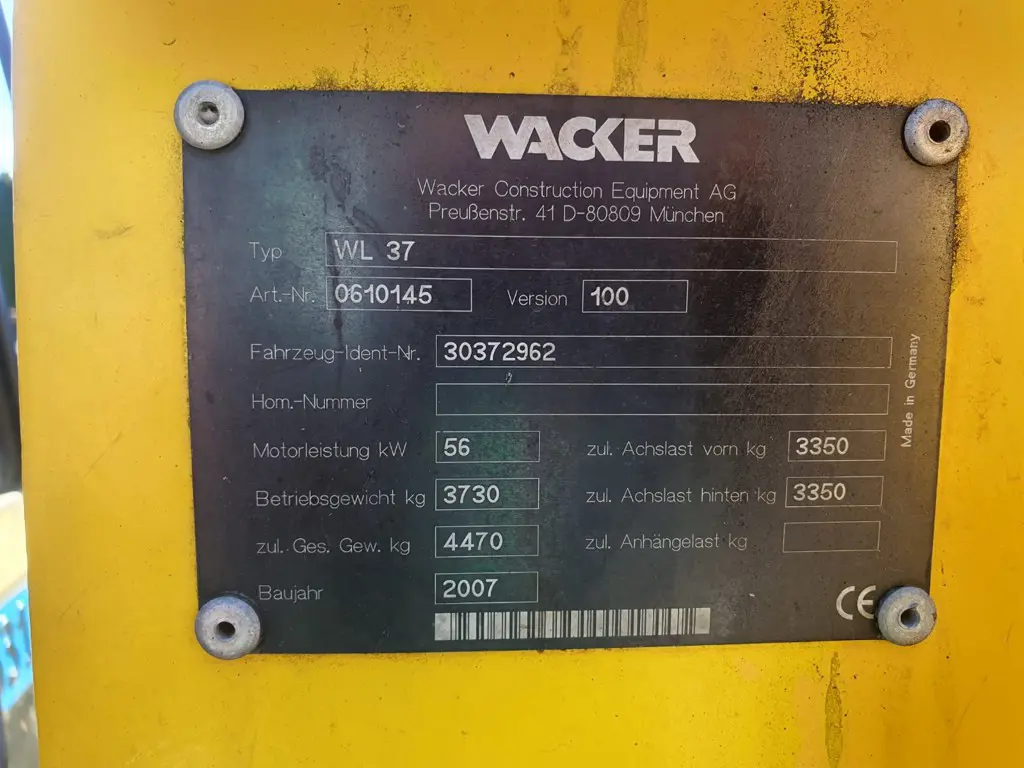 WACKER
Wacker Construction Equipment AG
Preußenstr. 41 D-80809 München
Typ WL 37
Art.-Nr. 0610145 Version 100
Fahrzeug-Ident-Nr. 30372962
Hom.-Nummer
Motorleistung kW 56 zul. Achslast vorn kg 3350
Betriebsgewicht kg 3730 zul. Achslast hinten kg 3350
zul. Ges. Gew. kg 4470 zul. Anhängelast kg
Baujahr 2007
CE
Made in Germany